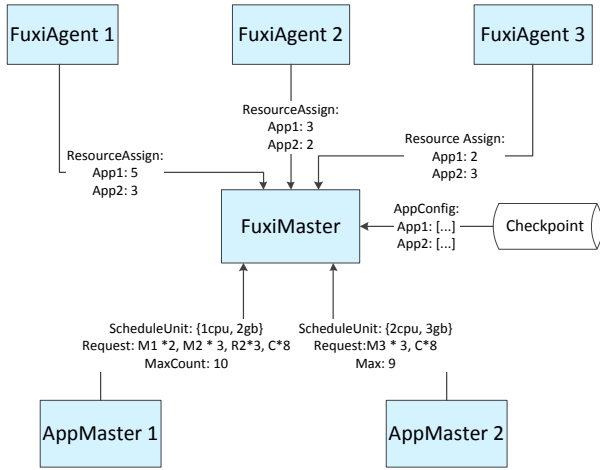 FuxiAgent 1
FuxiAgent 2
FuxiAgent 3
ResourceAssign:
App1: 3
App2: 2
ResourceAssign:
App1: 5
App2: 3
Resource Assign:
App1: 2
App2: 3
FuxiMaster
AppConfig:
App1: [...]
App2: [...]
Checkpoint
ScheduleUnit: {1cpu, 2gb}
Request: M1 *2, M2 * 3, R2*3, C*8
MaxCount: 10
ScheduleUnit: {2cpu, 3gb}
Request:M3 * 3, C*8
Max: 9
AppMaster 1
AppMaster 2